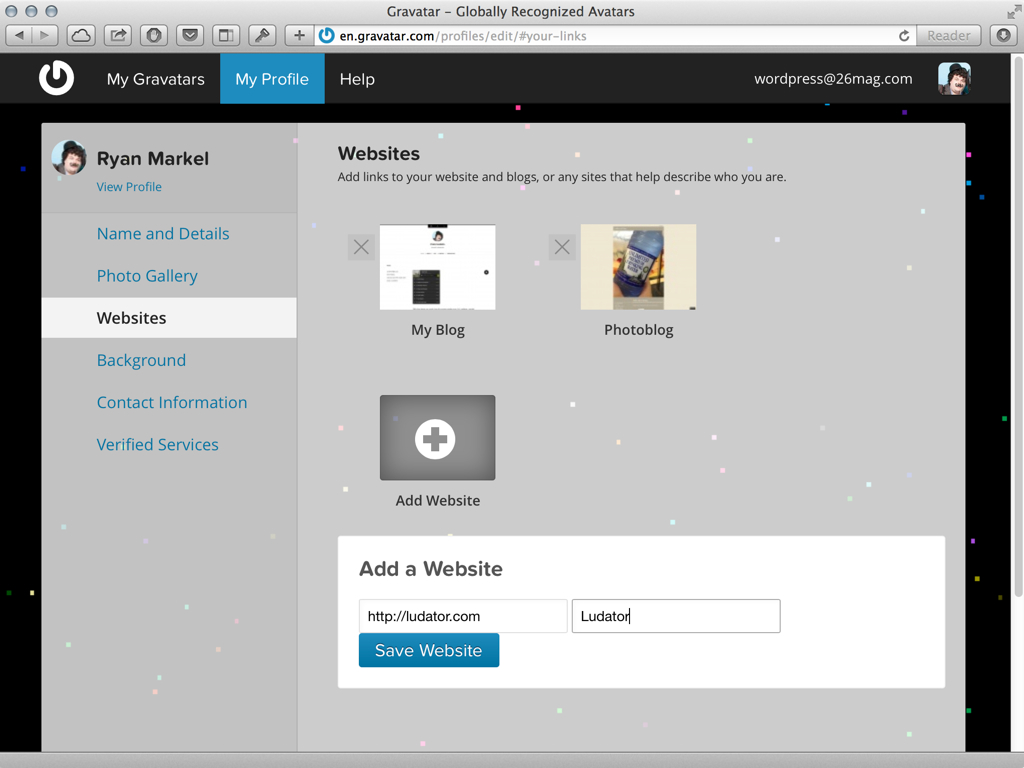 Gravatar – Globally Recognized Avatars
en.gravatar.com/profiles/edit/#your-links
Reader
My Gravatars
My Profile
Help
wordpress@26mag.com
Ryan Markel
View Profile
Name and Details
Photo Gallery
Websites
Background
Contact Information
Verified Services
Websites
Add links to your website and blogs, or any sites that help describe who you are.
My Blog
Photoblog
Add Website
Add a Website
http://ludator.com
Ludator
Save Website